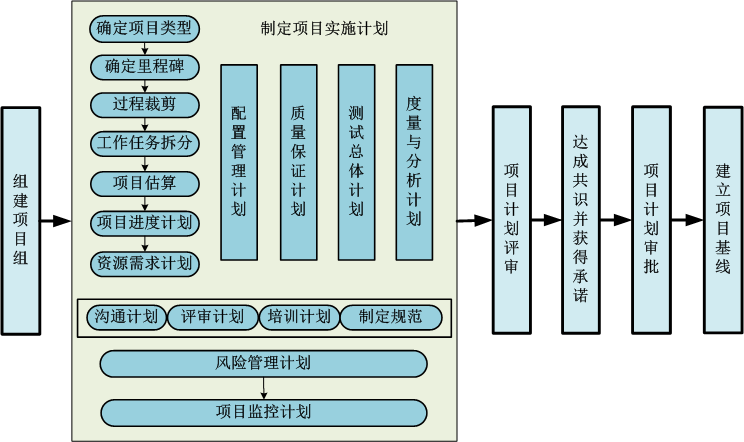 组建项目组
制定项目实施计划
确定项目类型
确定里程碑
过程裁剪
工作任务拆分
项目估算
项目进度计划
资源需求计划
配置管理计划
质量保证计划
测试总体计划
度量与分析计划
沟通计划
评审计划
培训计划
制定规范
风险管理计划
项目监控计划
项目计划评审
达成共识并获得承诺
项目计划审批
建立项目基线